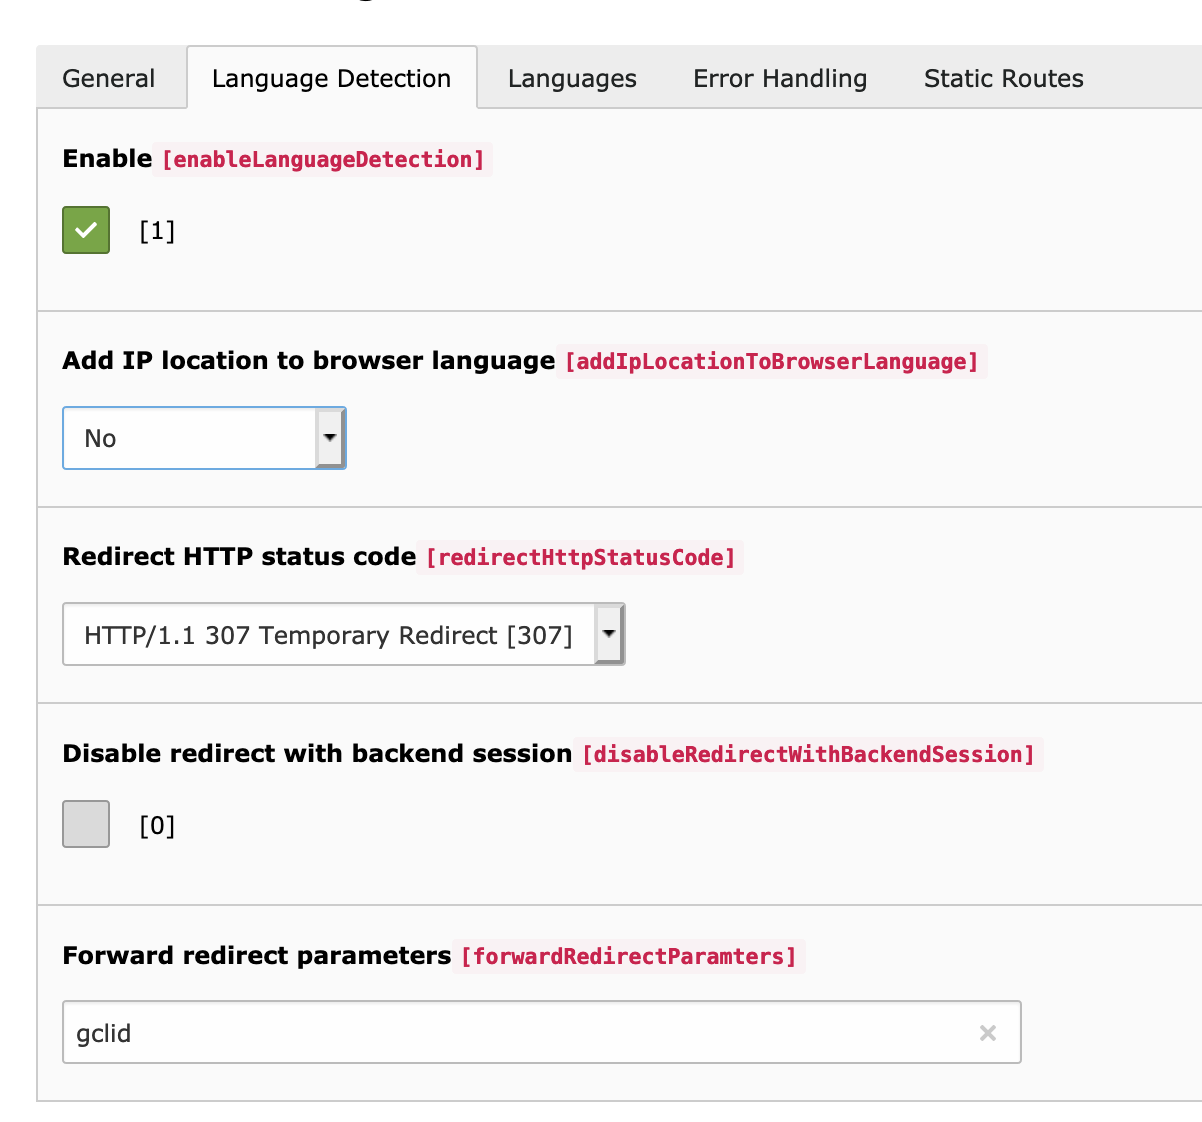 General Language Detection Languages Error Handling Static Routes
Enable [enableLanguageDetection]
[1]
Add IP location to browser language [addIpLocationToBrowserLanguage]
No
Redirect HTTP status code [redirectHttpStatusCode]
HTTP/1.1 307 Temporary Redirect [307]
Disable redirect with backend session [disableRedirectWithBackendSession]
[0]
Forward redirect parameters [forwardRedirectParamters]
gclid